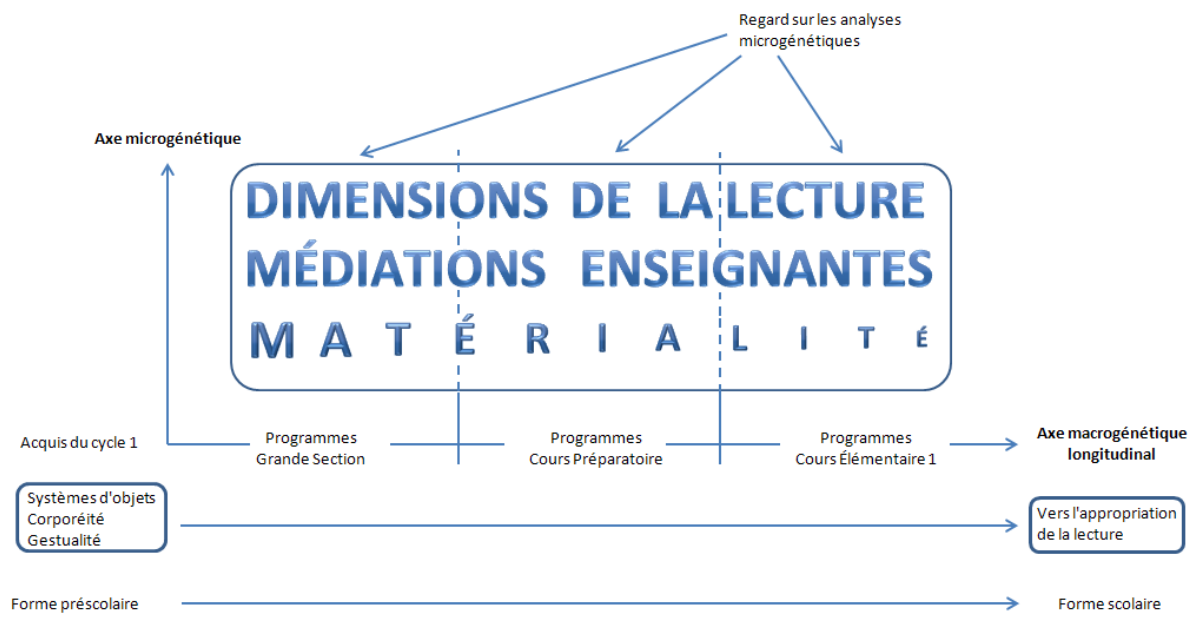 Regard sur les analyses
microgénétiques
Axe microgénétique
DIMENSIONS DE LA LECTURE
MÉDIATIONS ENSEIGNANTES
MATÉRIALITÉ
Acquis du cycle 1
Programmes
Grande Section
Programmes
Cours Préparatoire
Programmes
Cours Élémentaire 1
Axe macrogénétique
longitudinal
Systèmes d'objets
Corporéité
Gestualité
Vers l'appropriation
de la lecture
Forme préscolaire
Forme scolaire